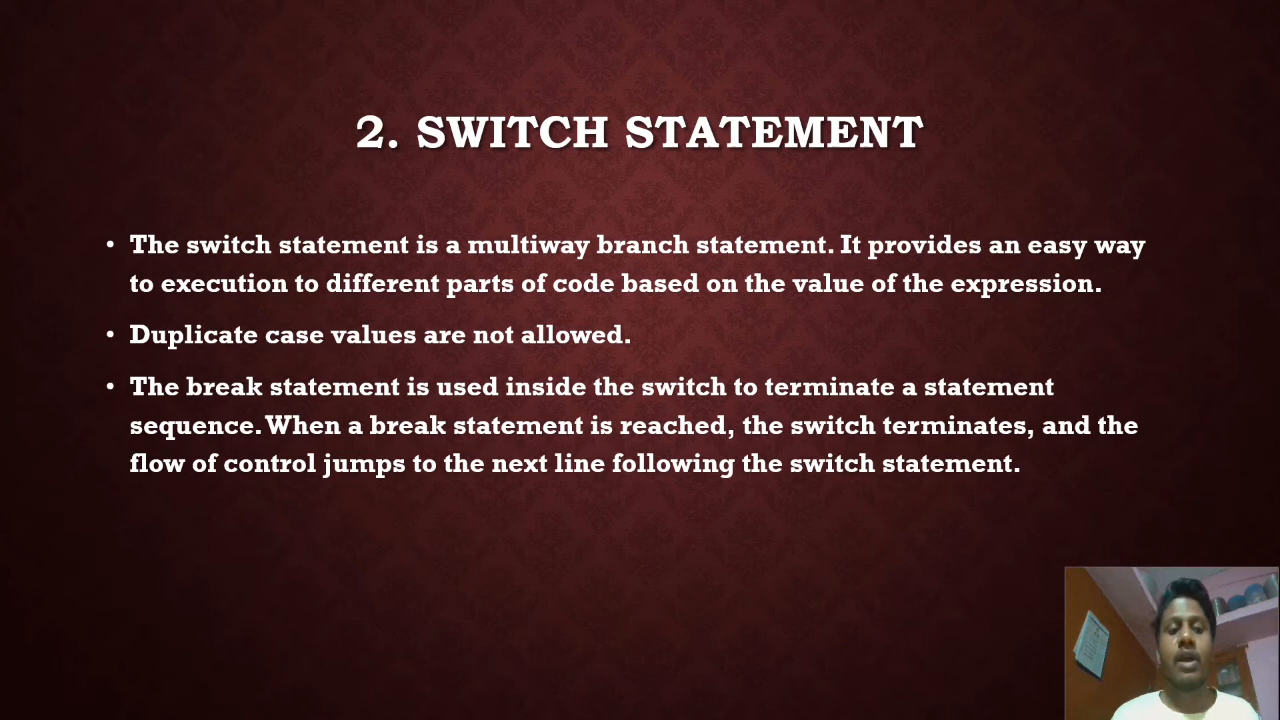 2. SWITCH STATEMENT
• The switch statement is a multiway branch statement. It provides an easy way
to execution to different parts of code based on the value of the expression.
• Duplicate case values are not allowed.
• The break statement is used inside the switch to terminate a statement
sequence. When a break statement is reached, the switch terminates, and the
flow of control jumps to the next line following the switch statement.